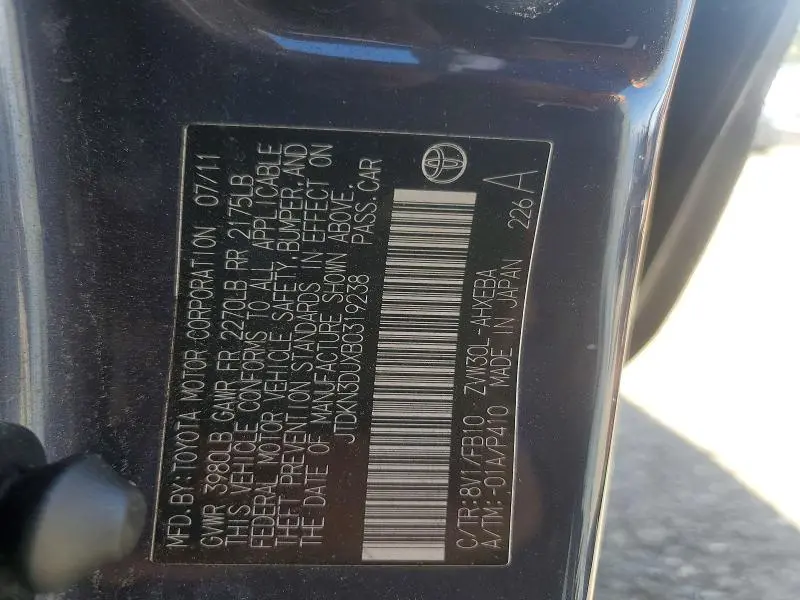 MFD. BY: TOYOTA MOTOR CORPORATION 07/11
GVWR 3980LB GAWR FR 2270LB RR 2175LB
THIS VEHICLE CONFORMS TO ALL APPLICABLE
FEDERAL MOTOR VEHICLE SAFETY, BUMPER, AND
THEFT PREVENTION STANDARDS IN EFFECT ON
THE DATE OF MANUFACTURE SHOWN ABOVE.
JTDKN3DUXB0319238 PASS. CAR
C/TR: 8V1/FB10 ZVW30L-AHXEBA
A/TM: -01A/P410 MADE IN JAPAN 226 A